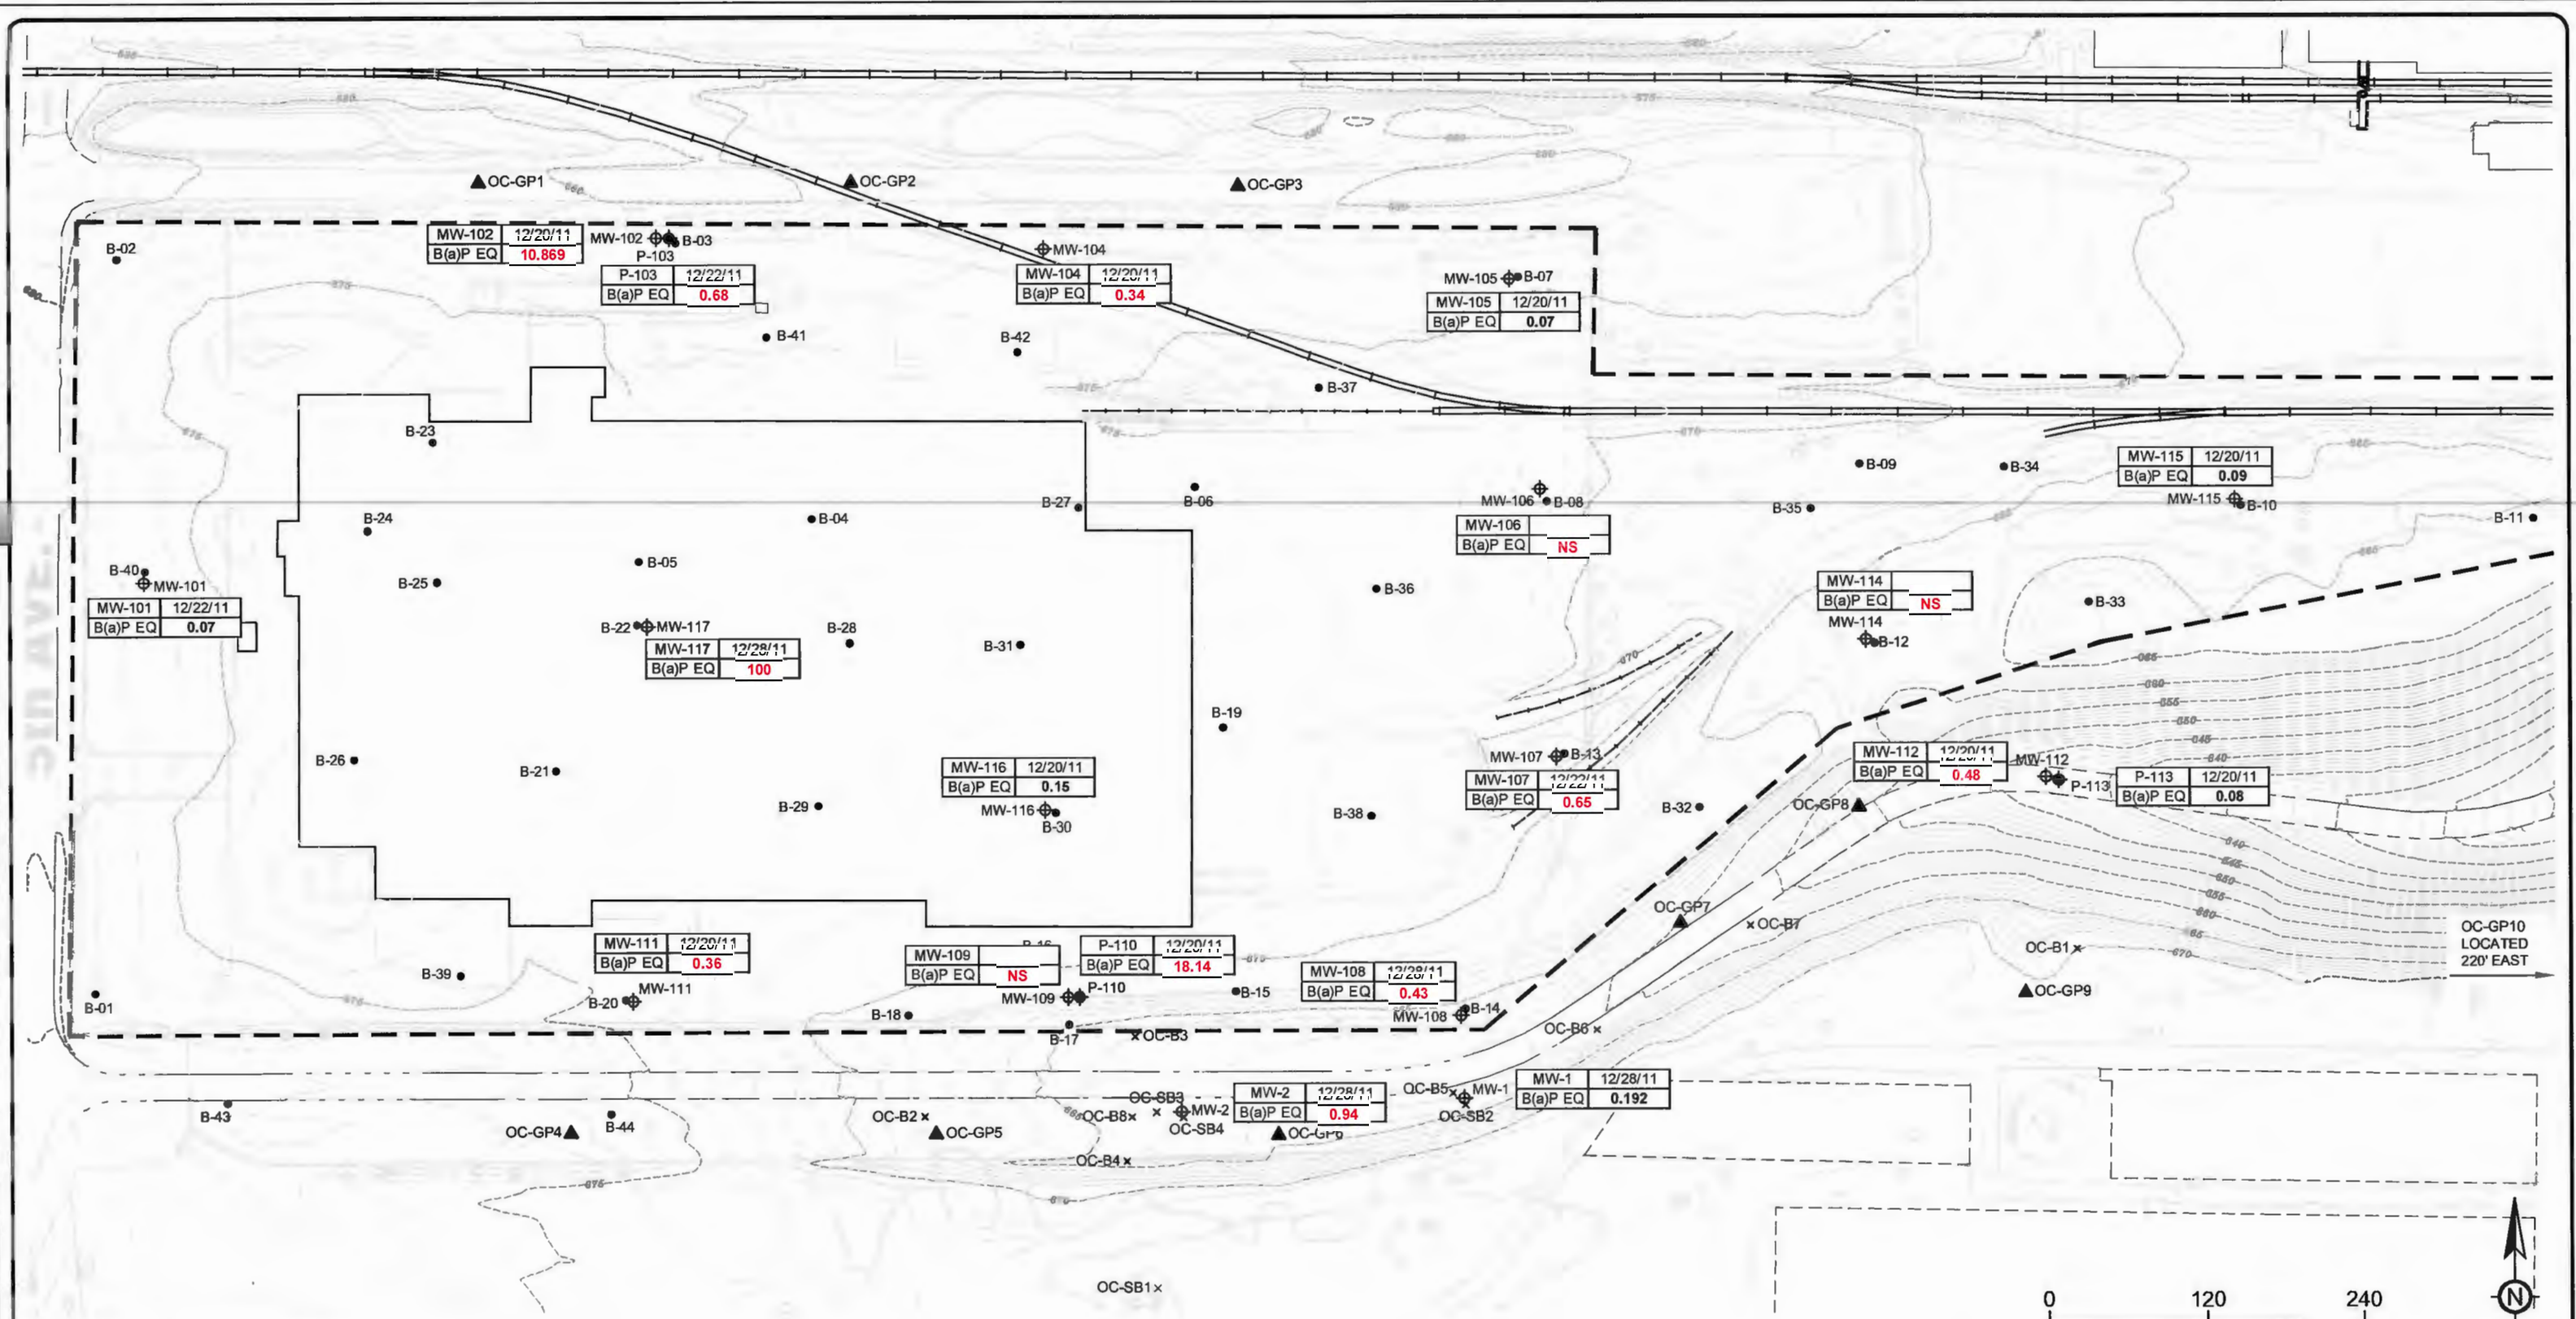 OC-GP1
OC-GP2
OC-GP3
B-02
MW-102 12/20/11
B(a)P EQ 10.869
MW-102
B-03
P-103
P-103 12/22/11
B(a)P EQ 0.68
MW-104
MW-104 12/20/11
B(a)P EQ 0.34
MW-105
B-07
MW-105 12/20/11
B(a)P EQ 0.07
B-41
B-42
B-37
B-23
B-24
B-04
B-27
B-06
B-05
B-25
MW-106
B-08
MW-106
B(a)P EQ NS
B-09
B-34
B-35
MW-115 12/20/11
B(a)P EQ 0.09
MW-115
B-10
B-11
B-40
MW-101
MW-101 12/22/11
B(a)P EQ 0.07
B-22
MW-117
MW-117 12/28/11
B(a)P EQ 100
B-28
B-31
B-36
MW-114
B(a)P EQ NS
MW-114
B-12
B-33
B-19
B-26
B-21
B-29
MW-116 12/20/11
B(a)P EQ 0.15
MW-116
B-30
MW-107
B-13
MW-107 12/22/11
B(a)P EQ 0.65
B-38
B-32
MW-112 12/20/11
B(a)P EQ 0.48
MW-112
P-113
P-113 12/20/11
B(a)P EQ 0.08
OC-GP8
OC-GP7
OC-B7
OC-B1
OC-GP9
OC-GP10
LOCATED
220' EAST
B-01
B-39
MW-111 12/20/11
B(a)P EQ 0.36
B-20
MW-111
MW-109
B(a)P EQ NS
B-16
P-110 12/20/11
B(a)P EQ 18.14
MW-109
P-110
B-18
B-17
B-15
OC-B3
MW-108 12/28/11
B(a)P EQ 0.43
MW-108
B-14
OC-B6
B-43
B-44
OC-GP4
OC-B2
OC-GP5
OC-SB3
OC-B8
MW-2
OC-SB4
MW-2 12/28/11
B(a)P EQ 0.94
OC-GP6
OC-B5
MW-1
OC-SB2
MW-1 12/28/11
B(a)P EQ 0.192
OC-B4
OC-SB1
0 120 240
N